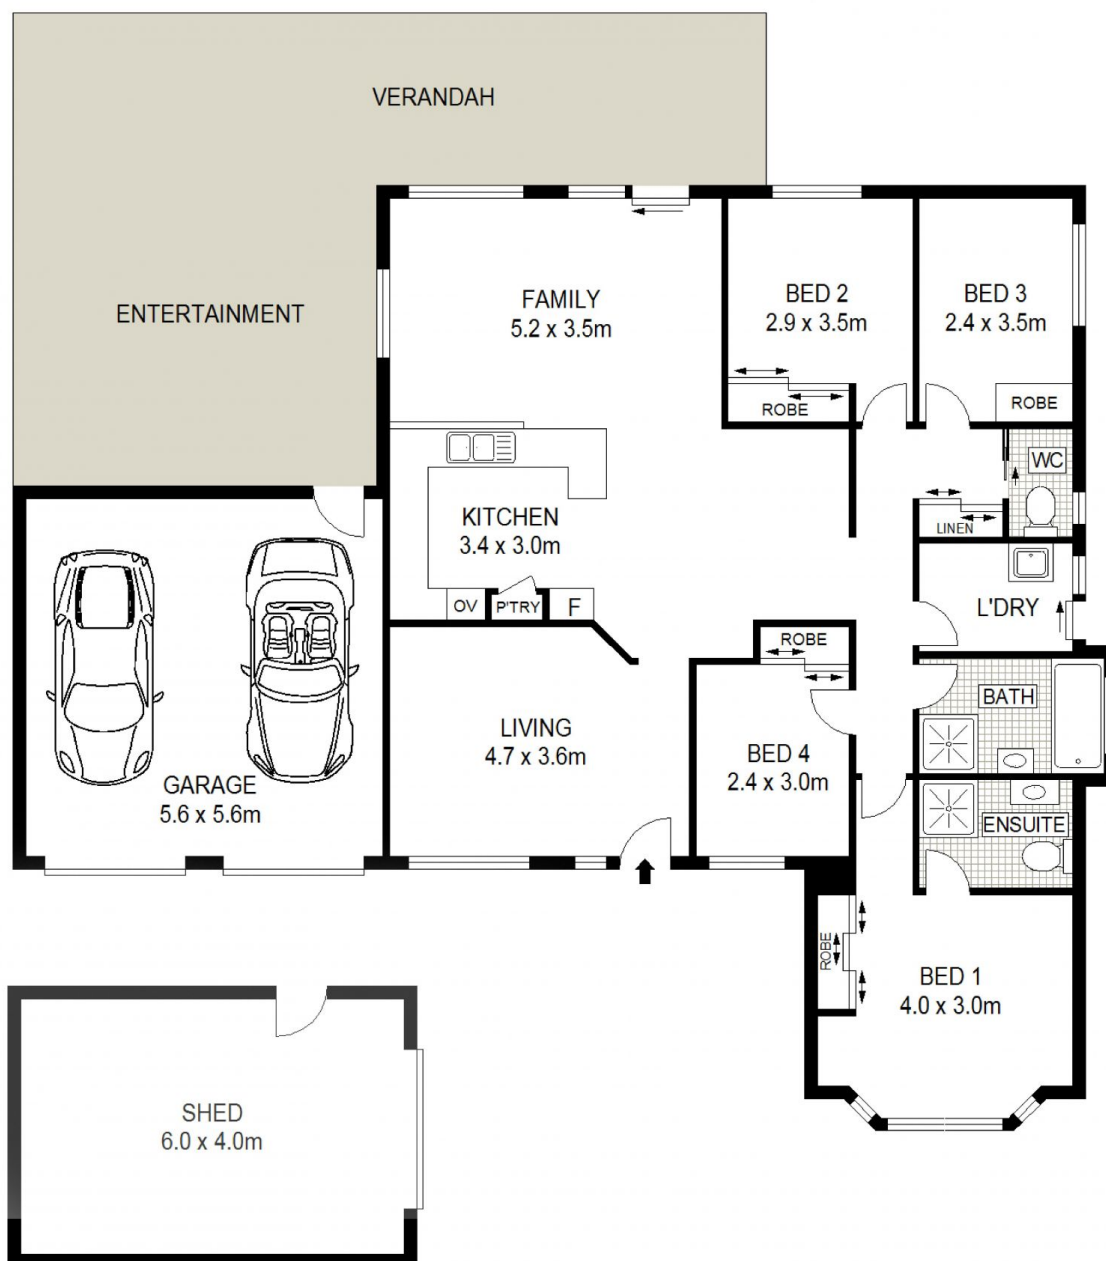 VERANDAH
ENTERTAINMENT
FAMILY
5.2 x 3.5m
BED 2
2.9 x 3.5m
ROBE
BED 3
2.4 x 3.5m
ROBE
WC
LINEN
KITCHEN
3.4 x 3.0m
OV
P'TRY
F
L'DRY
ROBE
BATH
LIVING
4.7 x 3.6m
BED 4
2.4 x 3.0m
GARAGE
5.6 x 5.6m
ENSUITE
ROBE
BED 1
4.0 x 3.0m
SHED
6.0 x 4.0m